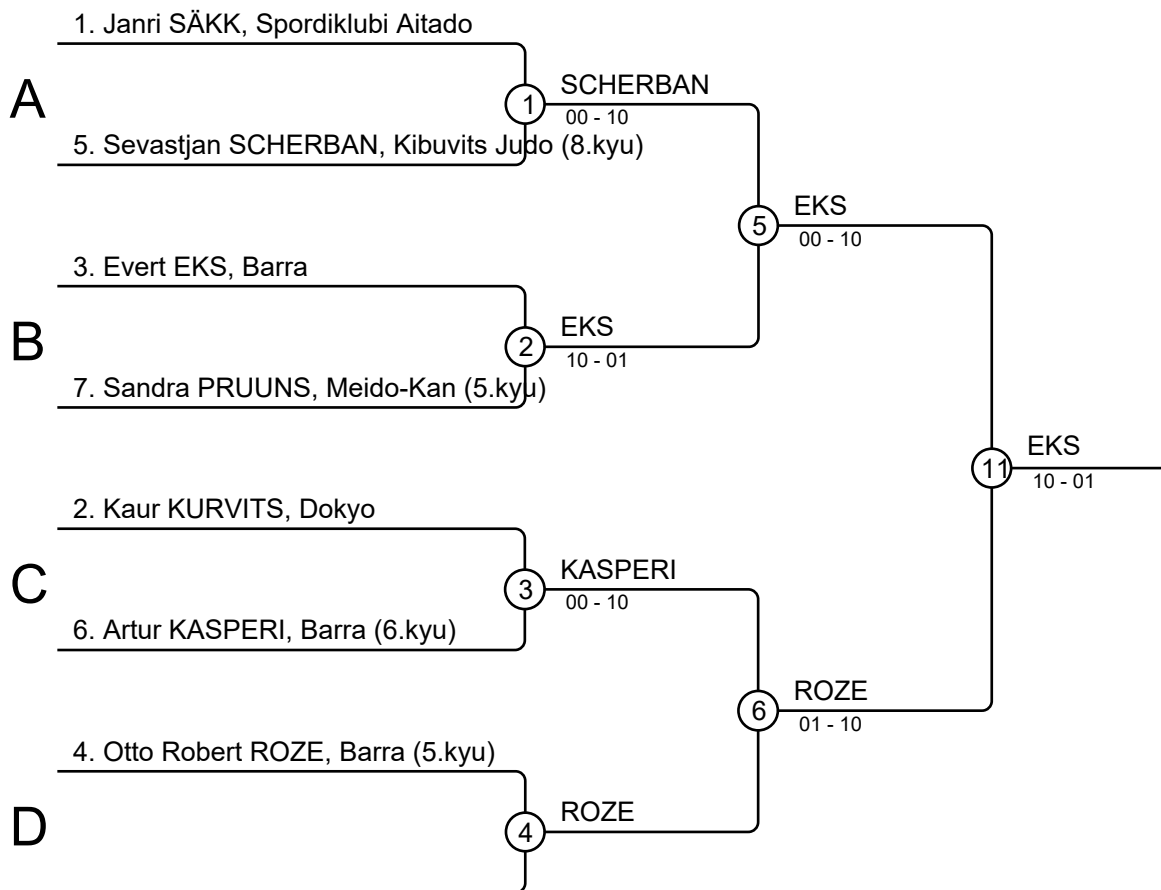 1. Janri SÄKK, Spordiklubi Aitado
A
1
SCHERBAN
00 - 10
5. Sevastjan SCHERBAN, Kibuvits Judo (8.kyu)
5
EKS
00 - 10
3. Evert EKS, Barra
B
2
EKS
10 - 01
7. Sandra PRUUNS, Meido-Kan (5.kyu)
11
EKS
10 - 01
2. Kaur KURVITS, Dokyo
C
3
KASPERI
00 - 10
6. Artur KASPERI, Barra (6.kyu)
6
ROZE
01 - 10
4. Otto Robert ROZE, Barra (5.kyu)
D
4
ROZE